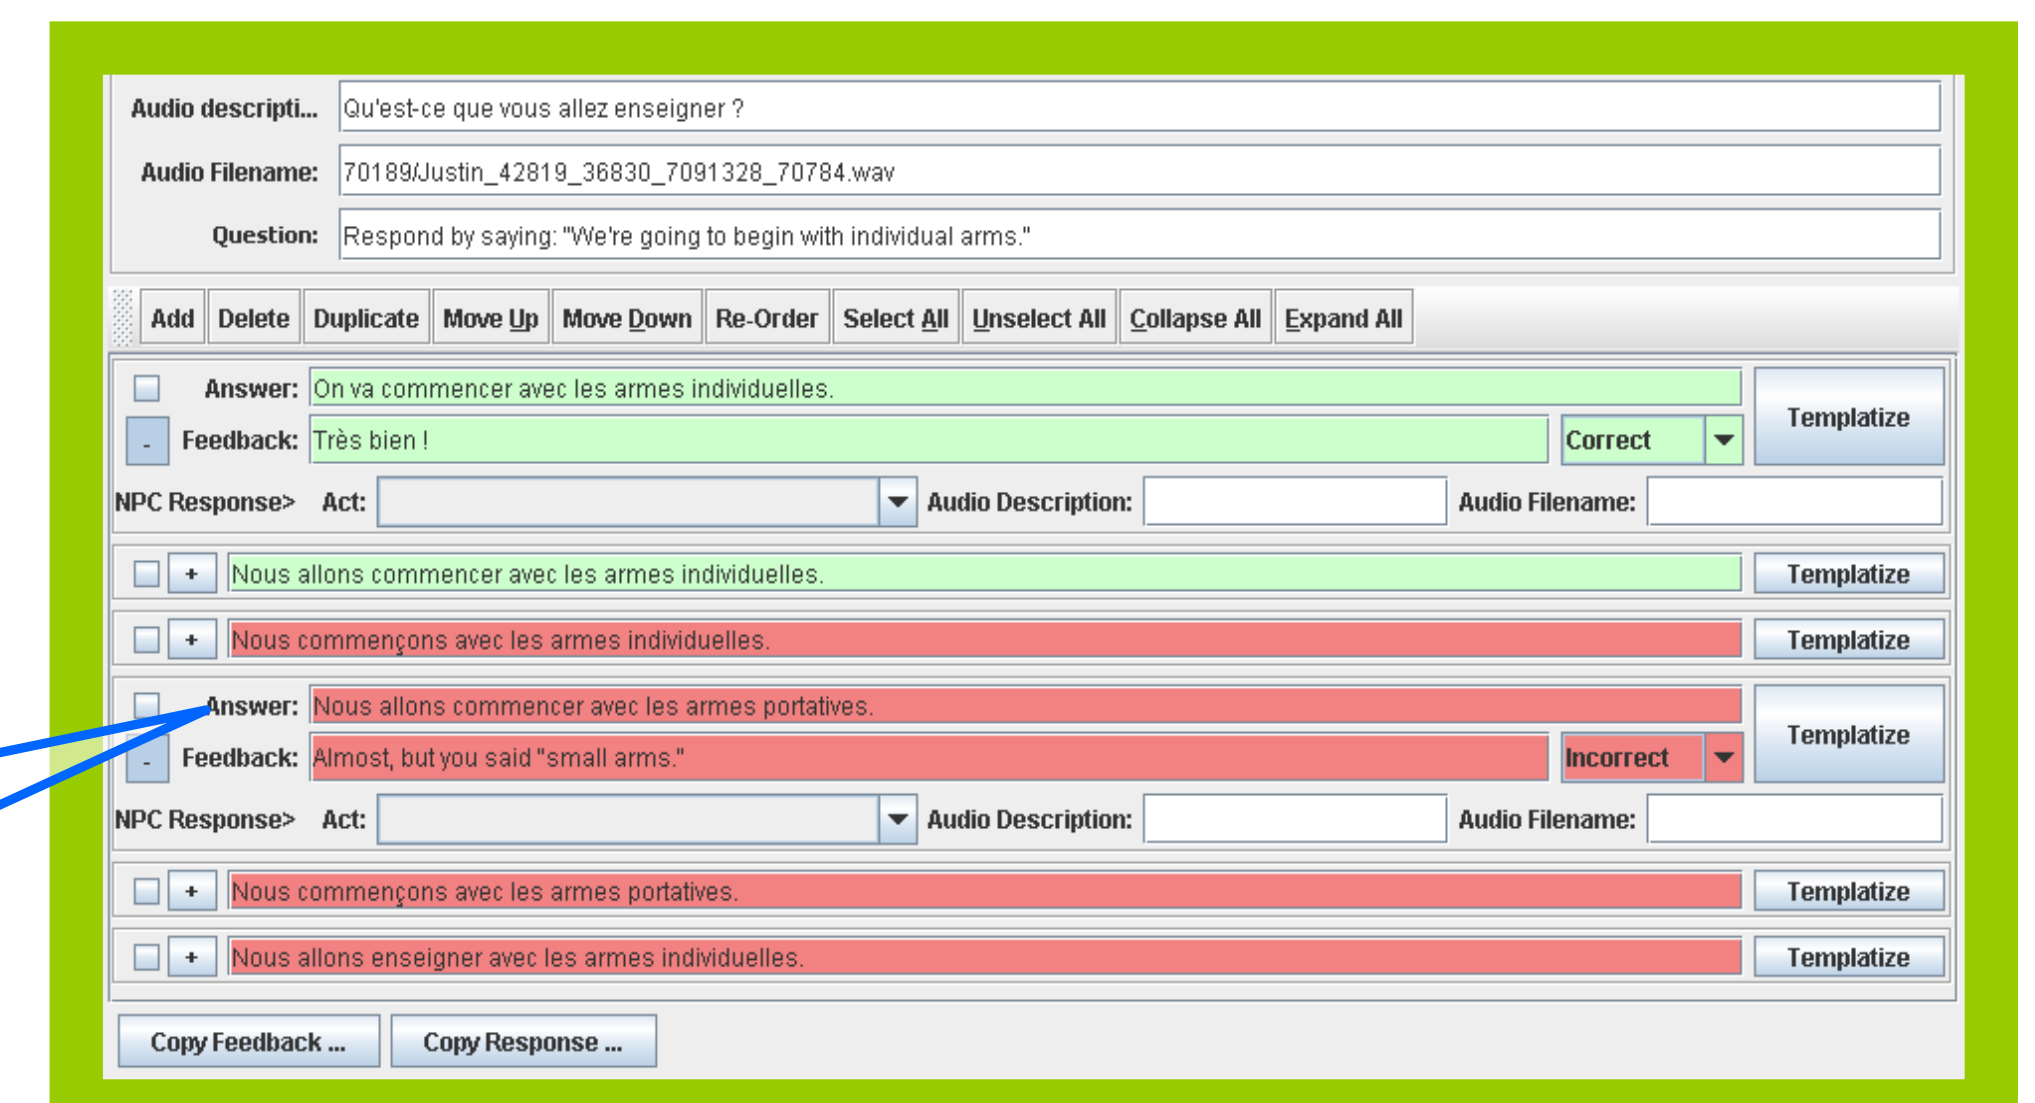 Audio descripti... Qu'est-ce que vous allez enseigner ?
Audio Filename: 70189/Justin_42819_36830_7091328_70784.wav
Question: Respond by saying: "We're going to begin with individual arms."
Add Delete Duplicate Move Up Move Down Re-Order Select All Unselect All Collapse All Expand All
Answer: On va commencer avec les armes individuelles.
Templatize
- Feedback: Très bien ! Correct
NPC Response> Act: Audio Description: Audio Filename:
+ Nous allons commencer avec les armes individuelles. Templatize
+ Nous commençons avec les armes individuelles. Templatize
Answer: Nous allons commencer avec les armes portatives.
Templatize
- Feedback: Almost, but you said "small arms." Incorrect
NPC Response> Act: Audio Description: Audio Filename:
+ Nous commençons avec les armes portatives. Templatize
+ Nous allons enseigner avec les armes individuelles. Templatize
Copy Feedback ... Copy Response ...